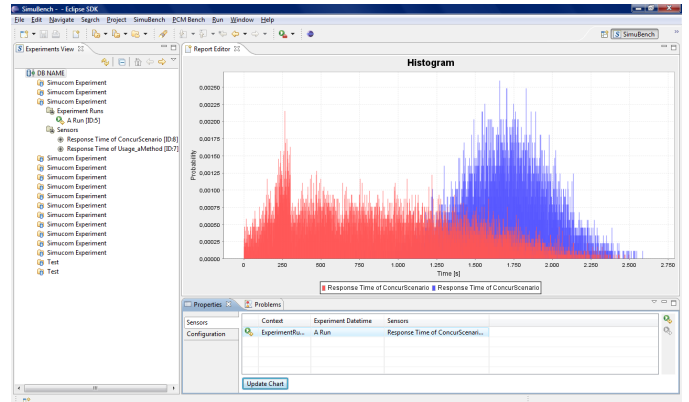 SimuBench - - Eclipse SDK
File Edit Navigate Search Project SimuBench PCM Bench Run Window Help
SimuBench
Experiments View
Report Editor
DB NAME
Simucom Experiment
Simucom Experiment
Simucom Experiment
Experiment Runs
A Run [ID:5]
Sensors
Response Time of ConcurScenario [ID:8]
Response Time of Usage_aMethod [ID:7]
Simucom Experiment
Simucom Experiment
Simucom Experiment
Simucom Experiment
Simucom Experiment
Simucom Experiment
Simucom Experiment
Simucom Experiment
Simucom Experiment
Simucom Experiment
Simucom Experiment
Test
Test
Histogram
Probability
0.00250
0.00225
0.00200
0.00175
0.00150
0.00125
0.00100
0.00075
0.00050
0.00025
0.00000
0 250 500 750 1.000 1.250 1.500 1.750 2.000 2.250 2.500 2.750
Time [s]
Response Time of ConcurScenario Response Time of ConcurScenario
Properties Problems
Sensors
Configuration
Context Experiment Datetime Sensors
ExperimentRu... A Run Response Time of ConcurScenari...
Update Chart